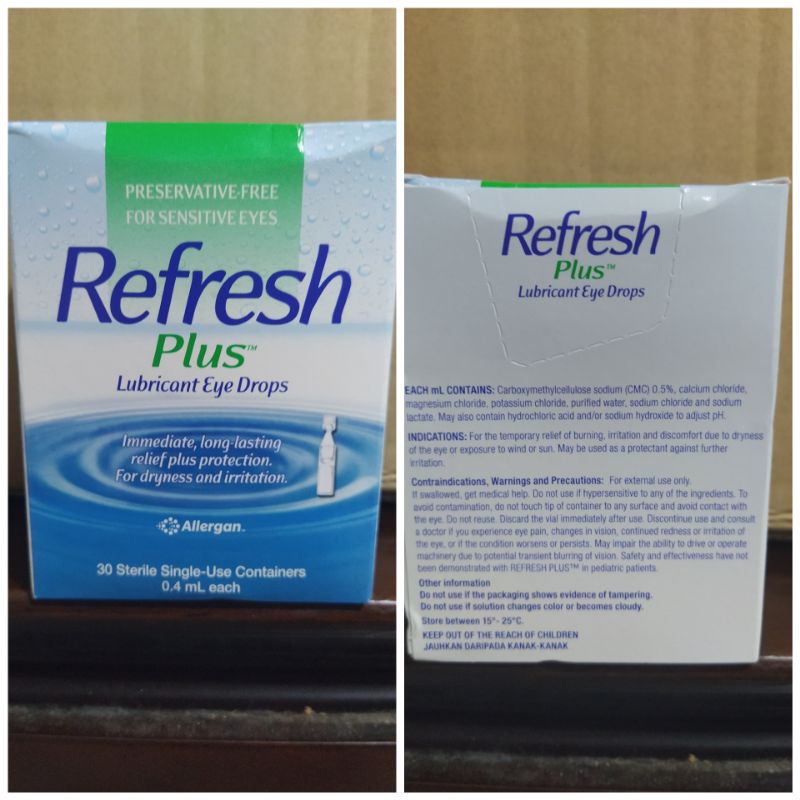 PRESERVATIVE-FREE
FOR SENSITIVE EYES
Refresh
Plus™
Lubricant Eye Drops
Immediate, long-lasting
relief plus protection.
For dryness and irritation.
Allergan™
30 Sterile Single-Use Containers
0.4 mL each
Refresh
Plus™
Lubricant Eye Drops
EACH mL CONTAINS: Carboxymethylcellulose sodium (CMC) 0.5%, calcium chloride,
magnesium chloride, potassium chloride, purified water, sodium chloride and sodium
lactate. May also contain hydrochloric acid and/or sodium hydroxide to adjust pH.
INDICATIONS: For the temporary relief of burning, irritation and discomfort due to dryness
of the eye or exposure to wind or sun. May be used as a protectant against further
irritation.
Contraindications, Warnings and Precautions: For external use only.
If swallowed, get medical help. Do not use if hypersensitive to any of the ingredients. To
avoid contamination, do not touch tip of container to any surface and avoid contact with
the eye. Do not reuse. Discard the vial immediately after use. Discontinue use and consult
a doctor if you experience eye pain, changes in vision, continued redness or irritation of
the eye, or if the condition worsens or persists. May impair the ability to drive or operate
machinery due to potential transient blurring of vision. Safety and effectiveness have not
been demonstrated with REFRESH PLUS™ in pediatric patients.
Other information
Do not use if the packaging shows evidence of tampering.
Do not use if solution changes color or becomes cloudy.
Store between 15°- 25°C.
KEEP OUT OF THE REACH OF CHILDREN
JAUHKAN DARIPADA KANAK-KANAK